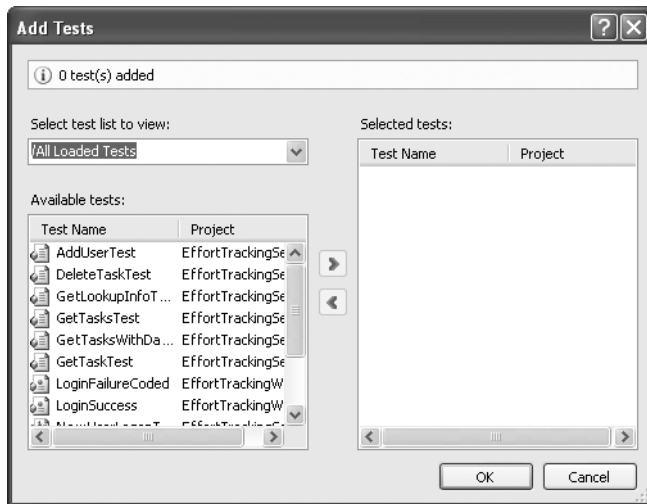 Add Tests
0 test(s) added
Select test list to view:
(All Loaded Tests
Available tests:
Test Name Project
AddUserTest EffortTrackingSe
DeleteTaskTest EffortTrackingSe
GetLookupInfoT... EffortTrackingSe
GetTasksTest EffortTrackingSe
GetTasksWithDa... EffortTrackingSe
GetTaskTest EffortTrackingSe
LoginFailureCoded EffortTrackingW
LoginSuccess EffortTrackingW
Selected tests:
Test Name Project
OK Cancel